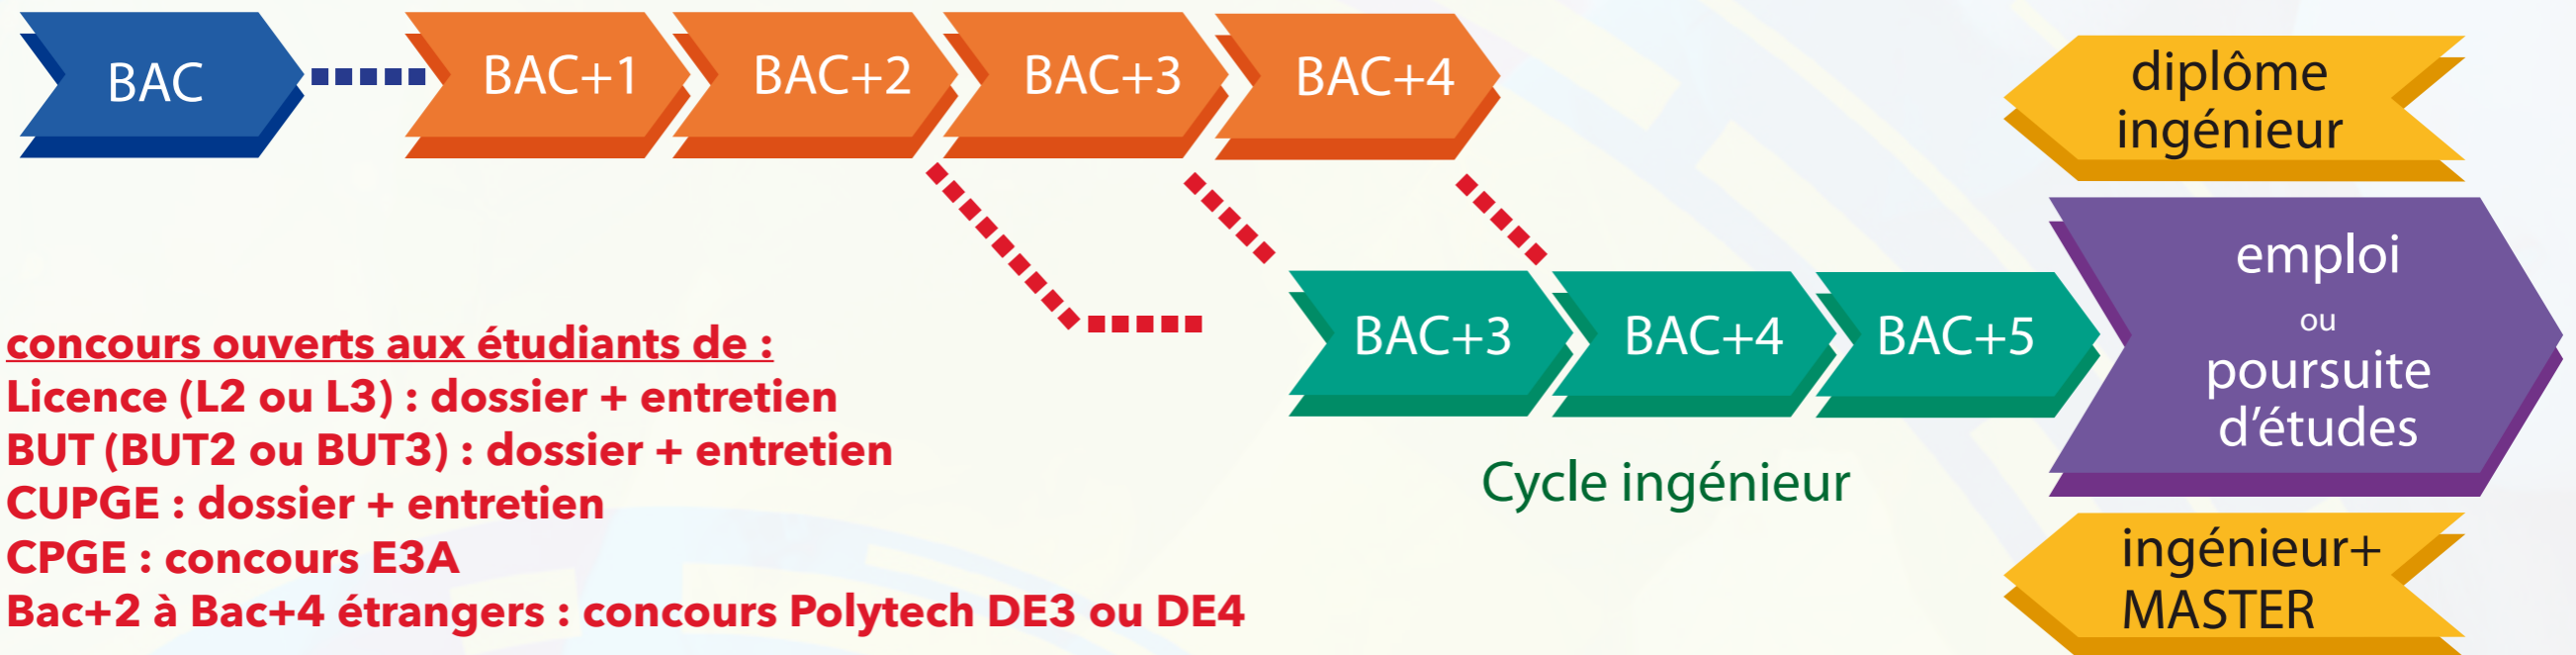 BAC
BAC+1
BAC+2
BAC+3
BAC+4
diplôme
ingénieur
emploi
ou
poursuite
d'études
BAC+3
BAC+4
BAC+5
Cycle ingénieur
ingénieur+
MASTER
concours ouverts aux étudiants de :
Licence (L2 ou L3) : dossier + entretien
BUT (BUT2 ou BUT3) : dossier + entretien
CUPGE : dossier + entretien
CPGE : concours E3A
Bac+2 à Bac+4 étrangers : concours Polytech DE3 ou DE4